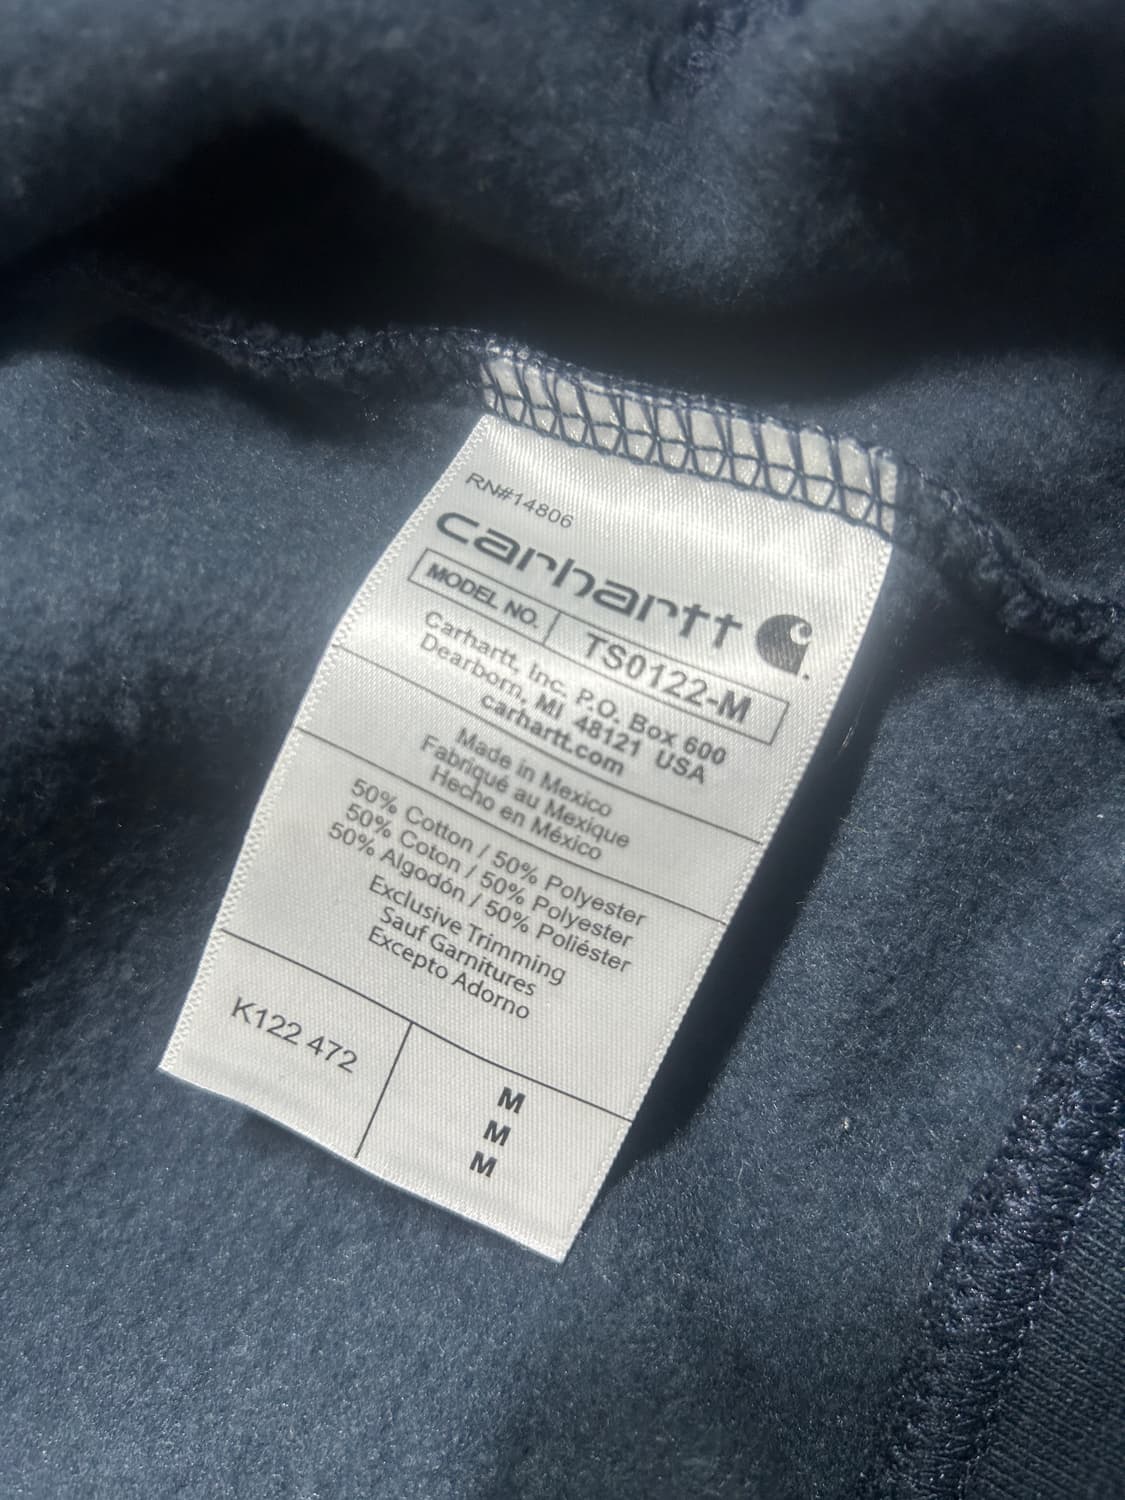 RN#14806
carhartt
MODEL NO. TS0122-M
Carhartt, Inc. P.O. Box 600
Dearborn, MI 48121 USA
carhartt.com
Made in Mexico
Fabriqué au Mexique
Hecho en México
50% Cotton / 50% Polyester
50% Coton / 50% Polyester
50% Algodón / 50% Poliéster
Exclusive Trimming
Sauf Garnitures
Excepto Adorno
K122 472
M
M
M